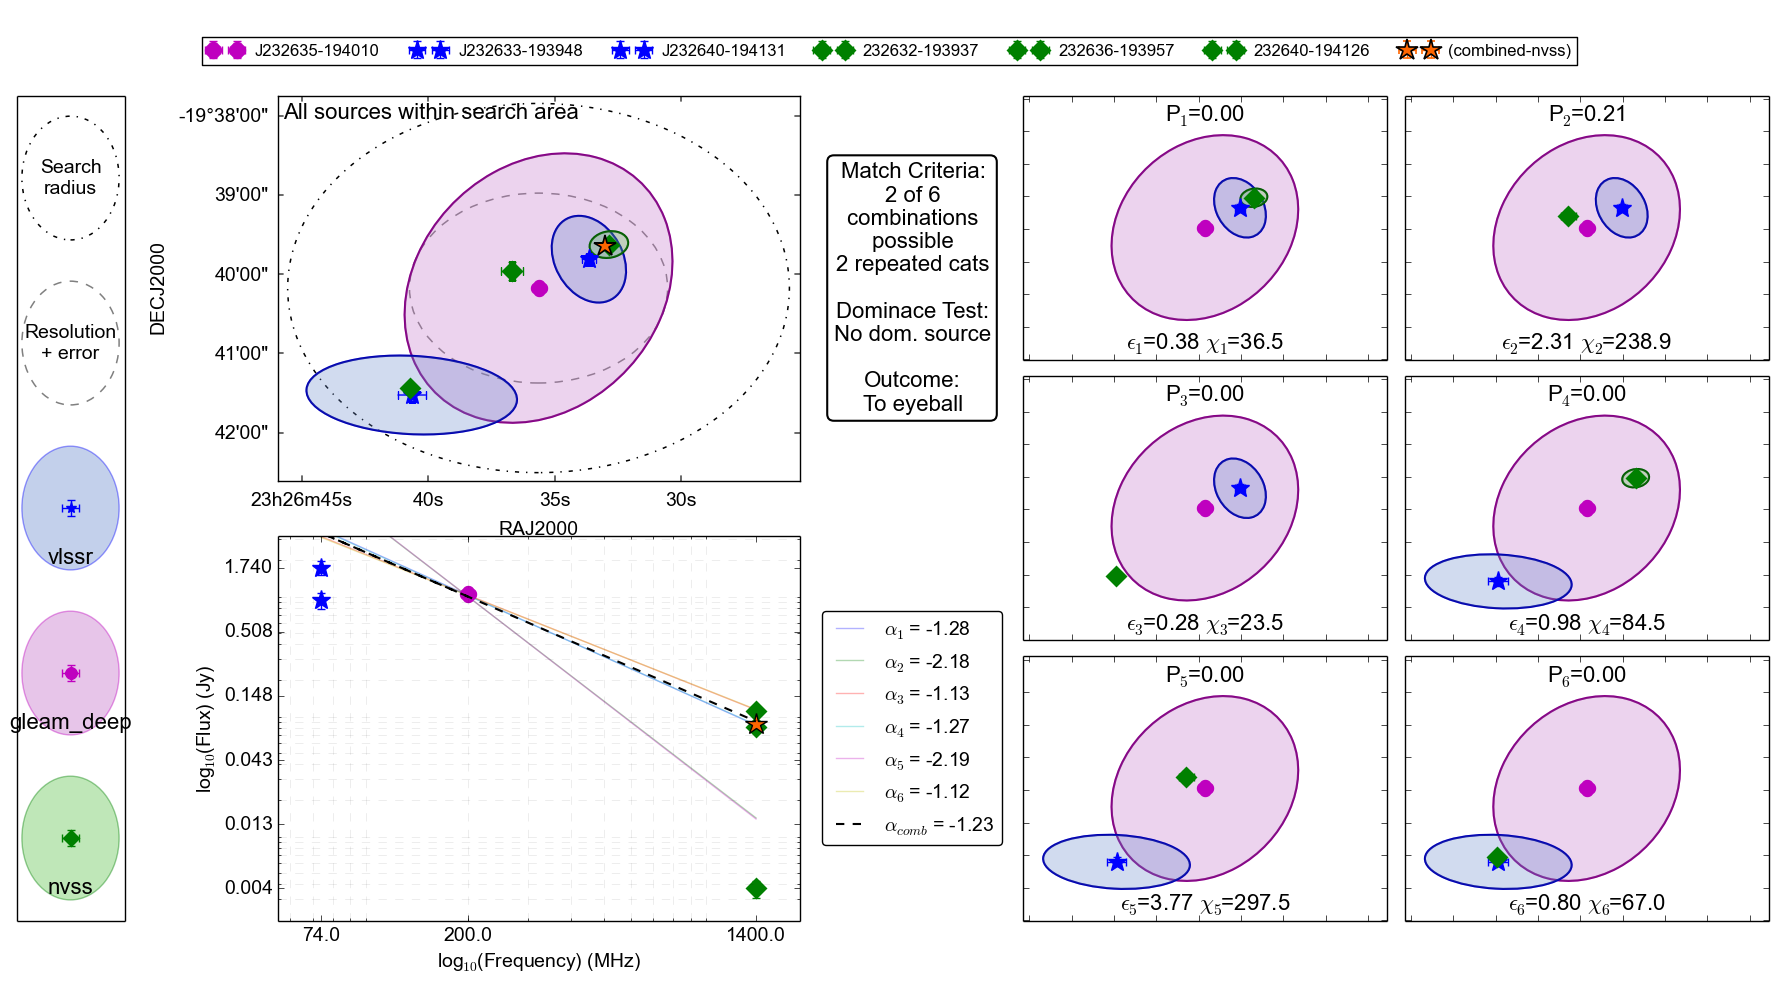 J232635-194010 J232633-193948 J232640-194131 232632-193937 232636-193957 232640-194126 (combined-nvss)
Search
radius
Resolution
+ error
vlssr
gleam_deep
nvss
All sources within search area
DECJ2000
-19°38'00"
39'00"
40'00"
41'00"
42'00"
23h26m45s 40s 35s 30s
RAJ2000
Match Criteria:
2 of 6
combinations
possible
2 repeated cats
Dominace Test:
No dom. source
Outcome:
To eyeball
log₁₀(Flux) (Jy)
1.740
0.508
0.148
0.043
0.013
0.004
74.0 200.0 1400.0
log₁₀(Frequency) (MHz)
α₁ = -1.28
α₂ = -2.18
α₃ = -1.13
α₄ = -1.27
α₅ = -2.19
α₆ = -1.12
α_comb = -1.23
P₁=0.00
ϵ₁=0.38 χ₁=36.5
P₂=0.21
ϵ₂=2.31 χ₂=238.9
P₃=0.00
ϵ₃=0.28 χ₃=23.5
P₄=0.00
ϵ₄=0.98 χ₄=84.5
P₅=0.00
ϵ₅=3.77 χ₅=297.5
P₆=0.00
ϵ₆=0.80 χ₆=67.0